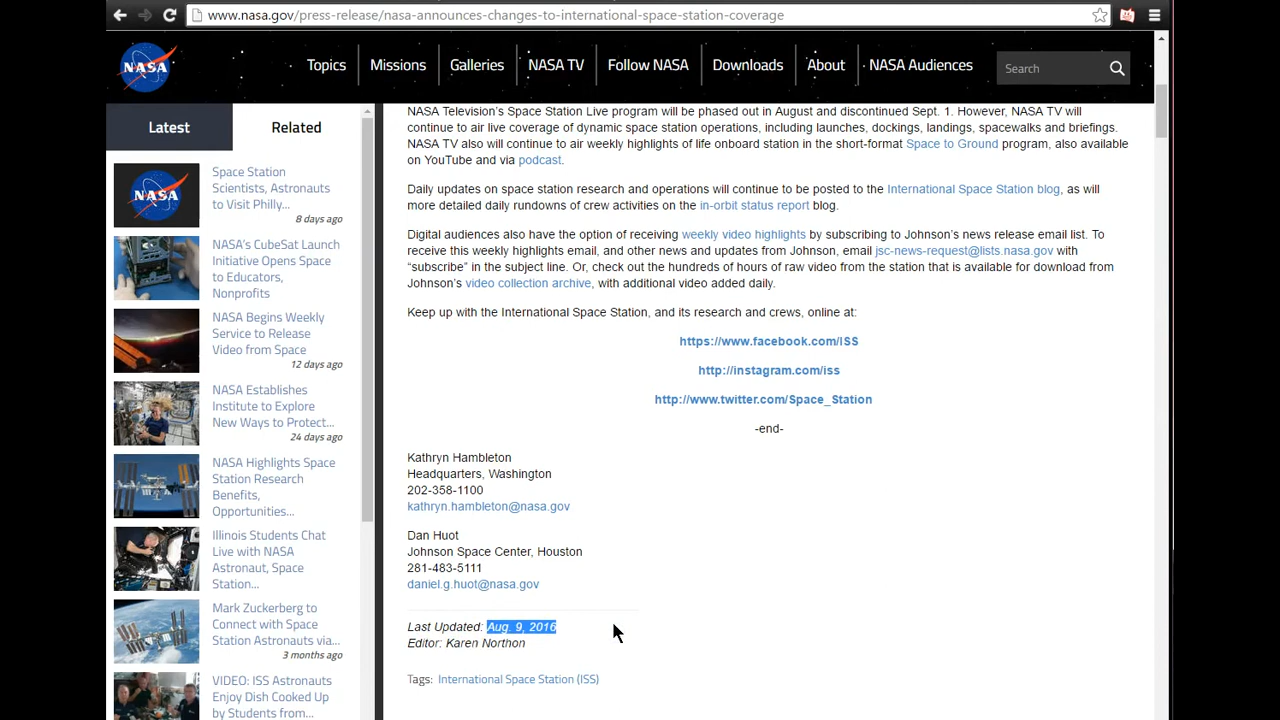 www.nasa.gov/press-release/nasa-announces-changes-to-international-space-station-coverage
NASA
Topics
Missions
Galleries
NASA TV
Follow NASA
Downloads
About
NASA Audiences
Search
Latest
Related
NASA
Space Station
Scientists, Astronauts
to Visit Philly...
8 days ago
NASA's CubeSat Launch
Initiative Opens Space
to Educators,
Nonprofits
NASA Begins Weekly
Service to Release
Video from Space
12 days ago
NASA Establishes
Institute to Explore
New Ways to Protect...
24 days ago
NASA Highlights Space
Station Research
Benefits,
Opportunities...
Illinois Students Chat
Live with NASA
Astronaut, Space
Station...
Mark Zuckerberg to
Connect with Space
Station Astronauts via...
3 months ago
VIDEO: ISS Astronauts
Enjoy Dish Cooked Up
by Students from...
NASA Television’s Space Station Live program will be phased out in August and discontinued Sept. 1. However, NASA TV will
continue to air live coverage of dynamic space station operations, including launches, dockings, landings, spacewalks and briefings.
NASA TV also will continue to air weekly highlights of life onboard station in the short-format Space to Ground program, also available
on YouTube and via podcast.
Daily updates on space station research and operations will continue to be posted to the International Space Station blog, as will
more detailed daily rundowns of crew activities on the in-orbit status report blog.
Digital audiences also have the option of receiving weekly video highlights by subscribing to Johnson’s news release email list. To
receive this weekly highlights email, and other news and updates from Johnson, email jsc-news-request@lists.nasa.gov with
“subscribe” in the subject line. Or, check out the hundreds of hours of raw video from the station that is available for download from
Johnson’s video collection archive, with additional video added daily.
Keep up with the International Space Station, and its research and crews, online at:
https://www.facebook.com/ISS
http://instagram.com/iss
http://www.twitter.com/Space_Station
-end-
Kathryn Hambleton
Headquarters, Washington
202-358-1100
kathryn.hambleton@nasa.gov
Dan Huot
Johnson Space Center, Houston
281-483-5111
daniel.g.huot@nasa.gov
Last Updated: Aug. 9, 2016
Editor: Karen Northon
Tags: International Space Station (ISS)